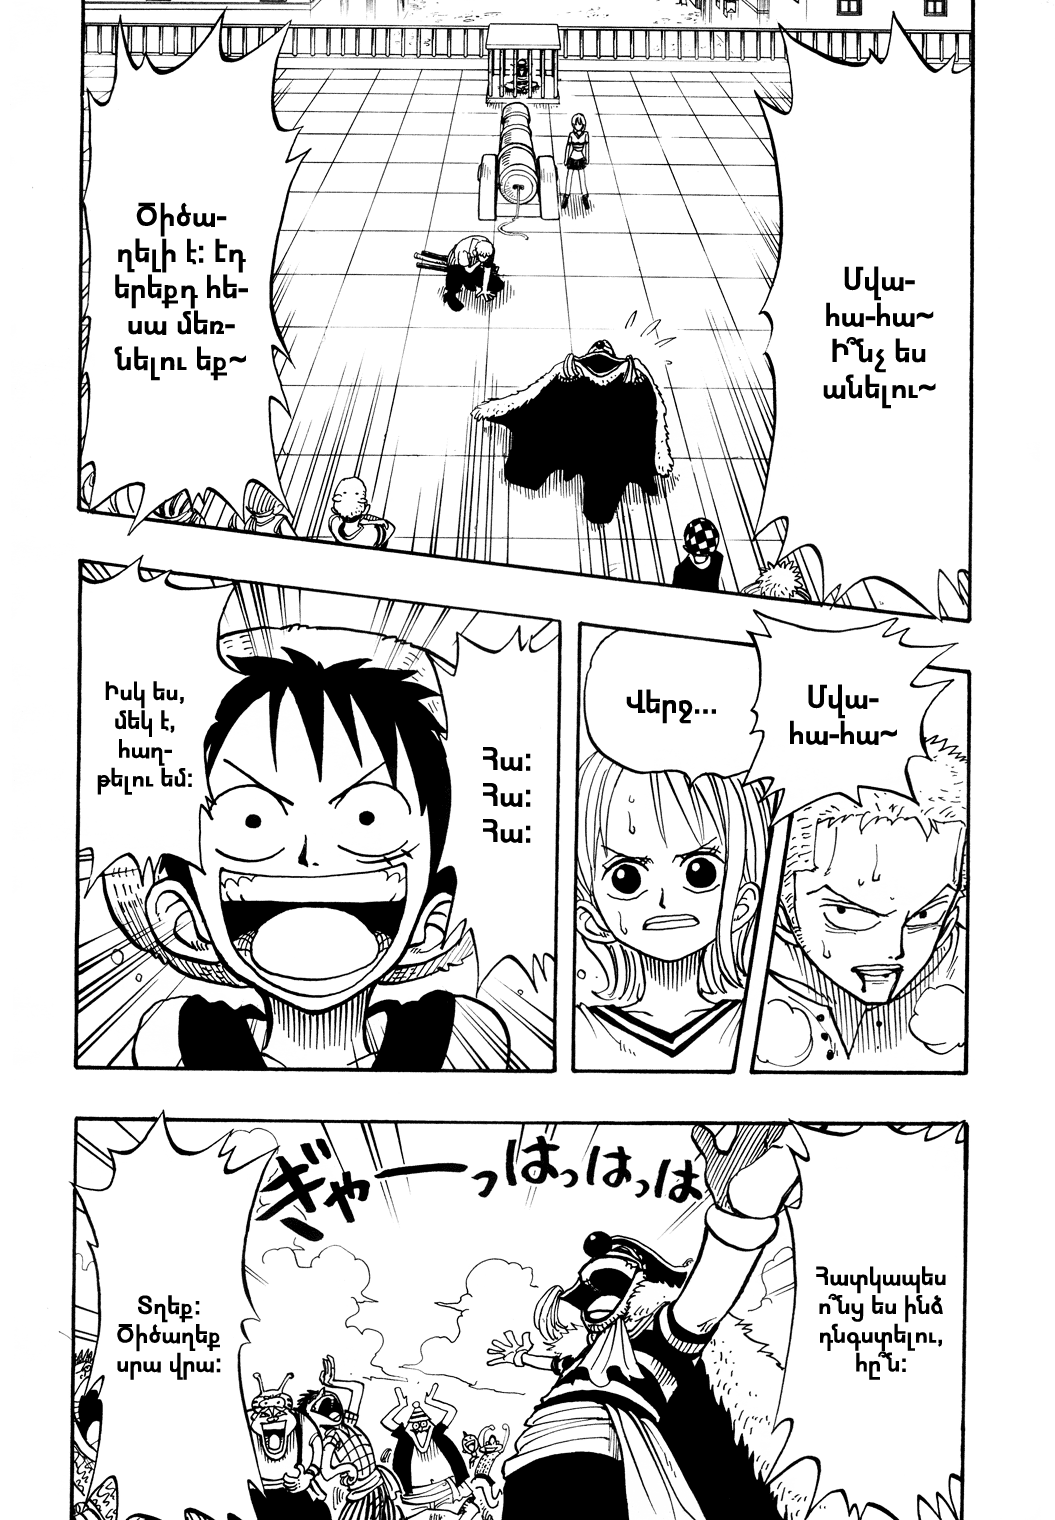 Մվա-
հա-հա~
Ի՞նչ ես
անելու~
Ծիծա-
ղելի է: Էդ
երեքդ հե-
սա մեռ-
նելու եք~
Մվա-
հա-հա~
Վերջ...
Հա:
Հա:
Հա:
Իսկ ես,
մեկ է,
հաղ-
թելու եմ:
ぎゃーっはっはっは
Հատկապես
ո՞նց ես ինձ
դնգստելու,
հը՞ն:
Տղեք:
Ծիծաղեք
սրա վրա: